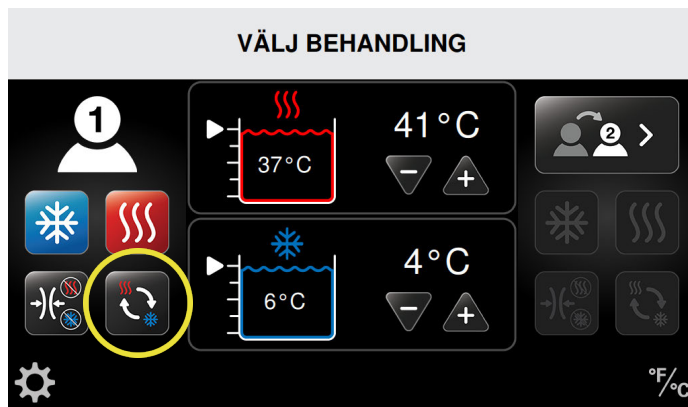 VÄLJ BEHANDLING
1
41°C
37°C
− +
2 >
4°C
6°C
− +
°F/°C